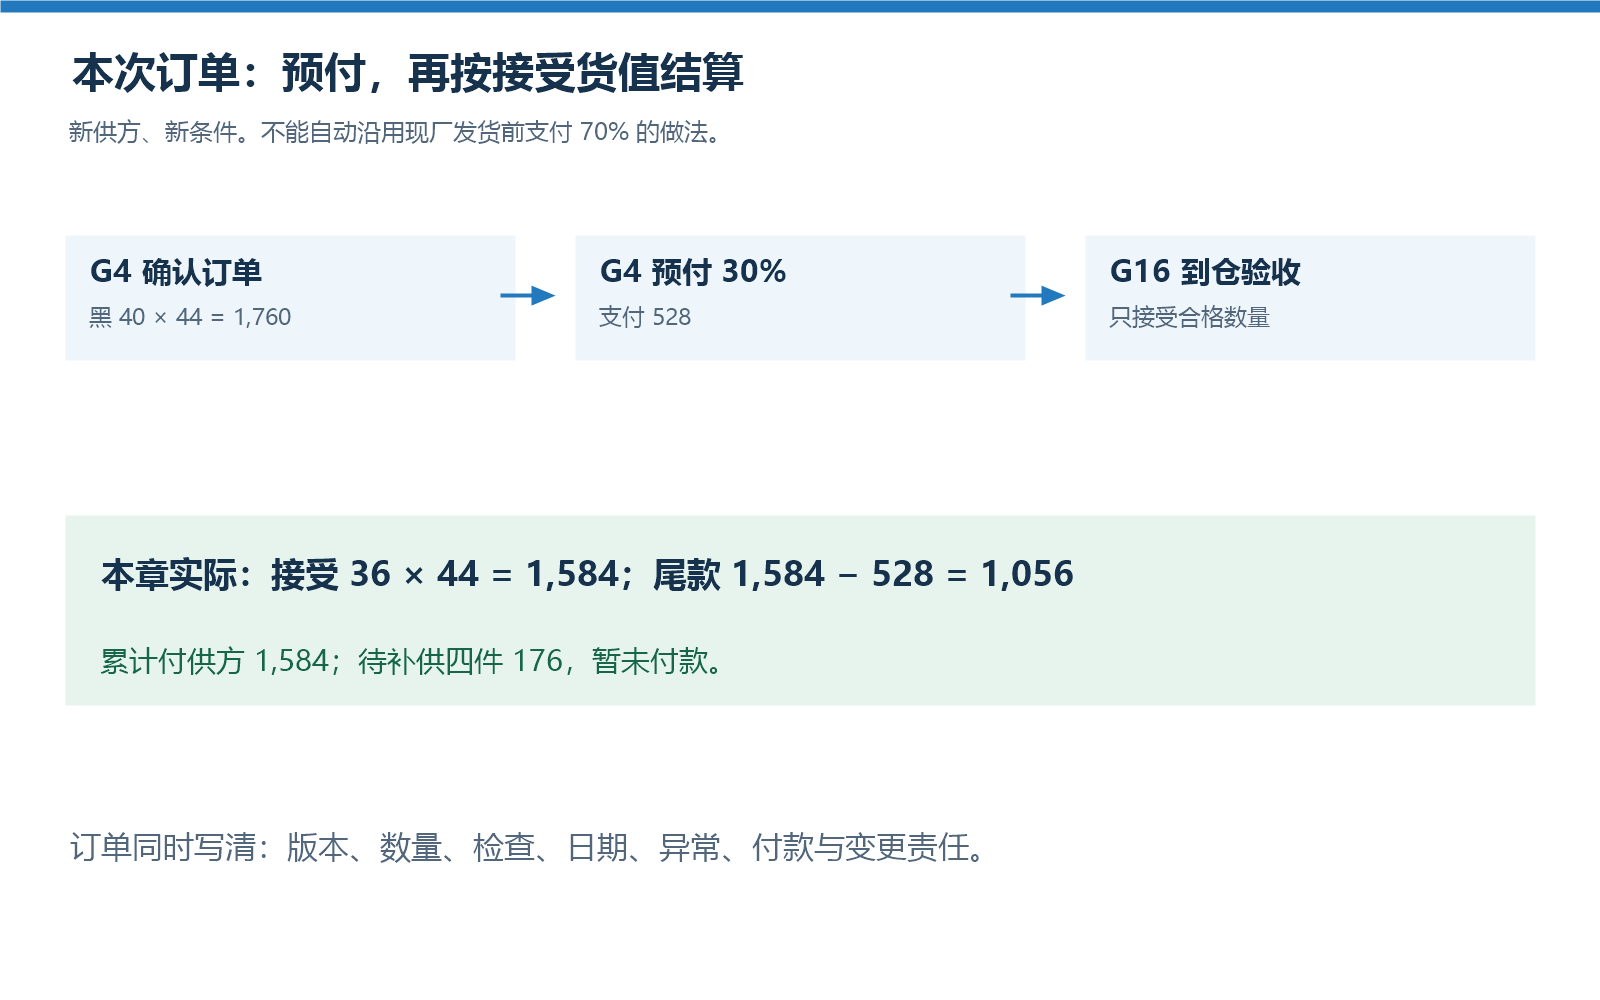 本次订单：预付，再按接受货值结算
新供方、新条件。不能自动沿用现厂发货前支付 70% 的做法。
G4 确认订单
黑 40 × 44 = 1,760
G4 预付 30%
支付 528
G16 到仓验收
只接受合格数量
本章实际：接受 36 × 44 = 1,584；尾款 1,584 − 528 = 1,056
累计付供方 1,584；待补供四件 176，暂未付款。
订单同时写清：版本、数量、检查、日期、异常、付款与变更责任。